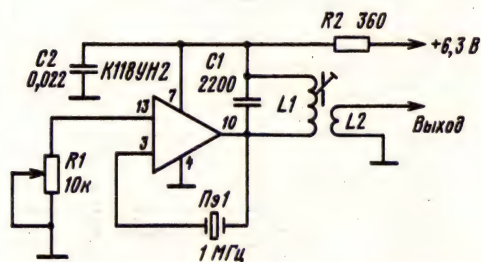 R2 360
+6,3 В
C2
0,022
К118УН2
C1
2200
L1
L2
Выход
7
13
3
10
4
R1
10к
Пэ1
1 МГц